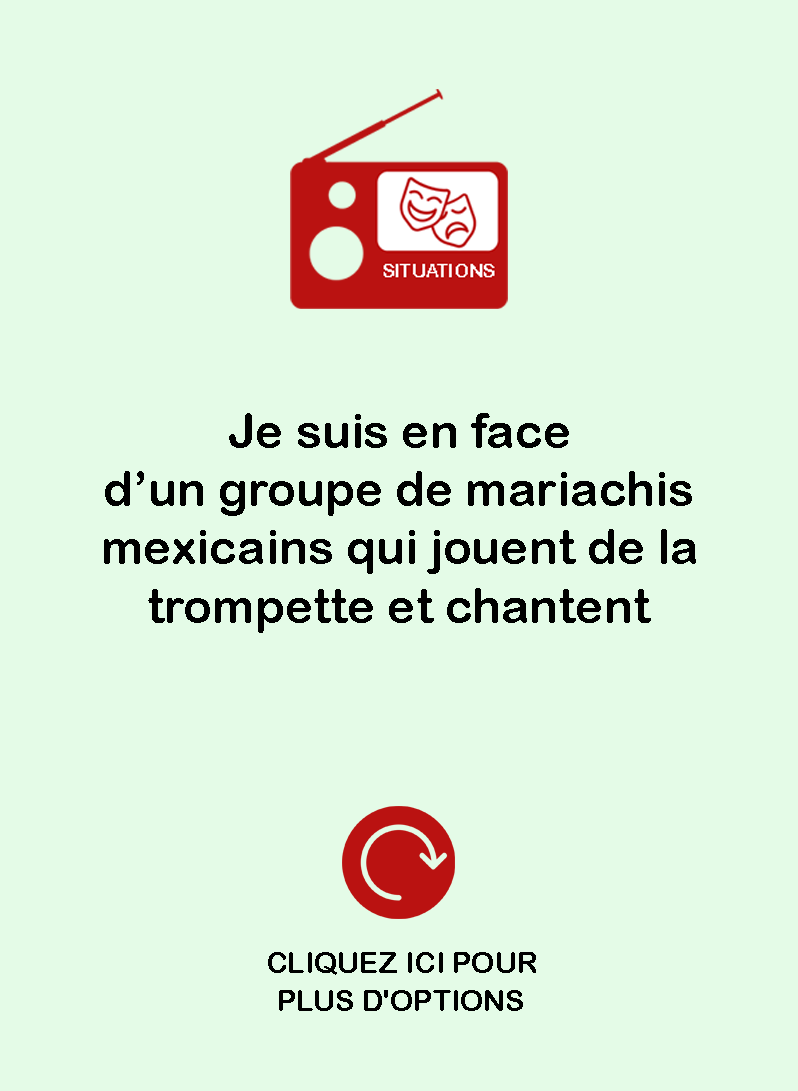 SITUATIONS
Je suis en face
d’un groupe de mariachis
mexicains qui jouent de la
trompette et chantent
CLIQUEZ ICI POUR
PLUS D'OPTIONS